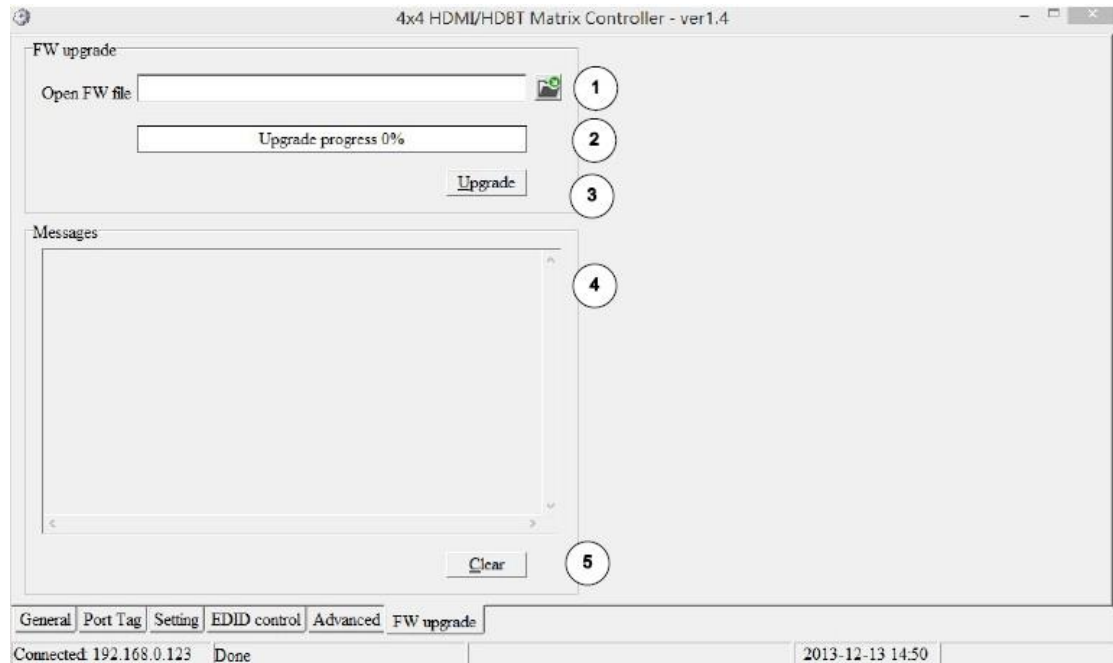 4x4 HDMI/HDBT Matrix Controller - ver1.4
FW upgrade
Open FW file
1
Upgrade progress 0%
2
Upgrade
3
Messages
4
Clear
5
General Port Tag Setting EDID control Advanced FW upgrade
Connected: 192.168.0.123 Done 2013-12-13 14:50